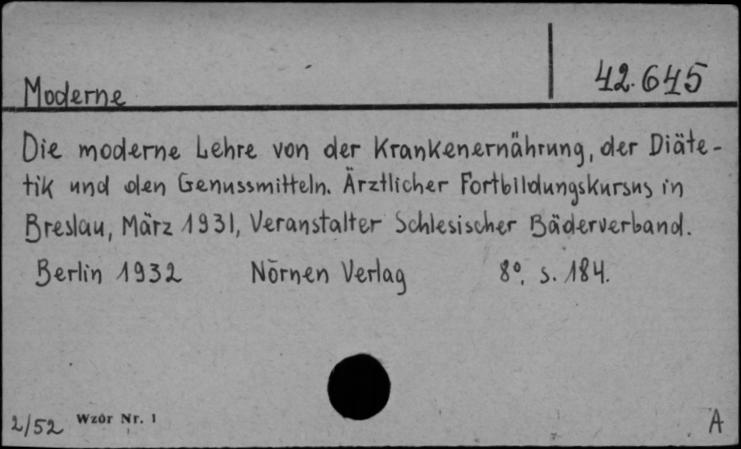 42.645
Moderne
Die moderne Lehre von der Krankenernährung, der Diäte-
tik und den Genussmitteln. Ärztlicher Fortbildungskursus in
Breslau, März 1931, Veranstalter Schlesischer Bäderverband.
Berlin 1932 Nōrnen Verlag 8°, s. 184.
2/52 Wzór Nr. 1 A